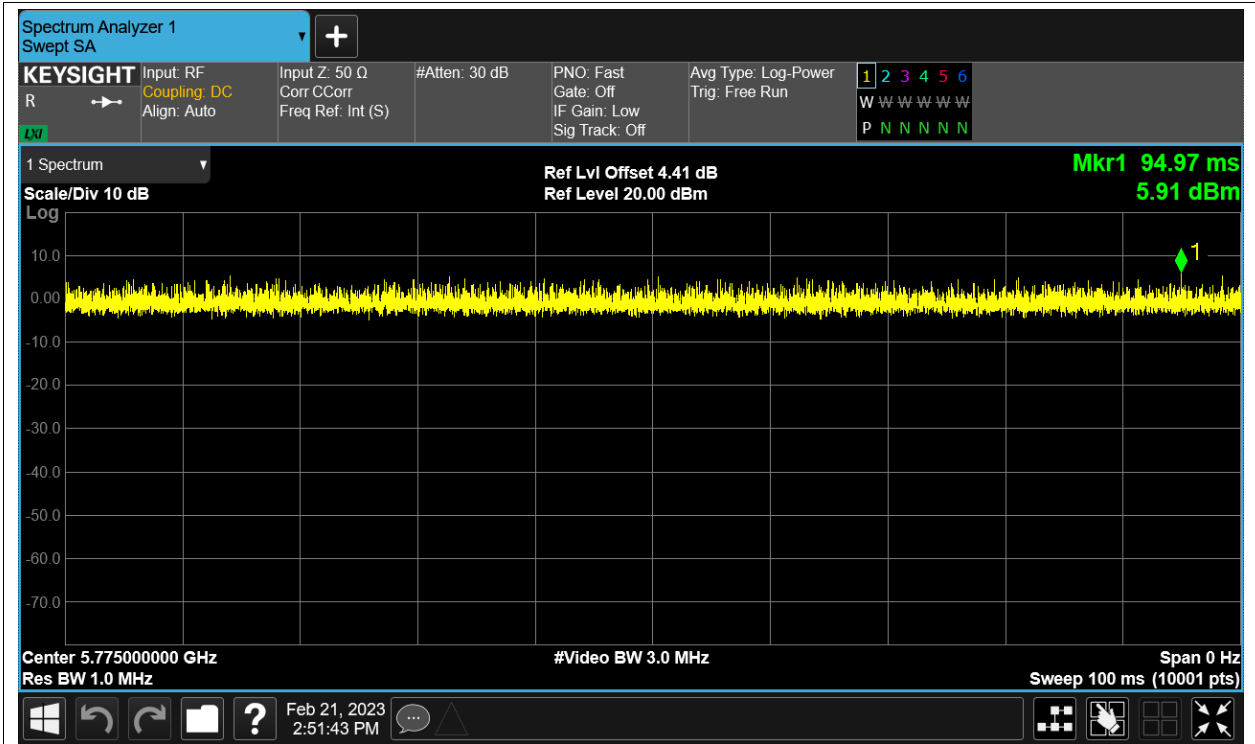 Spectrum Analyzer 1
Swept SA
KEYSIGHT
R
LXI
Input: RF
Coupling: DC
Align: Auto
Input Z: 50 Ω
Corr CCorr
Freq Ref: Int (S)
#Atten: 30 dB
PNO: Fast
Gate: Off
IF Gain: Low
Sig Track: Off
Avg Type: Log-Power
Trig: Free Run
1 2 3 4 5 6
W W W W W W
P N N N N N
1 Spectrum
Scale/Div 10 dB
Log
Ref Lvl Offset 4.41 dB
Ref Level 20.00 dBm
Mkr1 94.97 ms
5.91 dBm
1
10.0
0.00
-10.0
-20.0
-30.0
-40.0
-50.0
-60.0
-70.0
Center 5.775000000 GHz
Res BW 1.0 MHz
#Video BW 3.0 MHz
Span 0 Hz
Sweep 100 ms (10001 pts)
?
Feb 21, 2023
2:51:43 PM